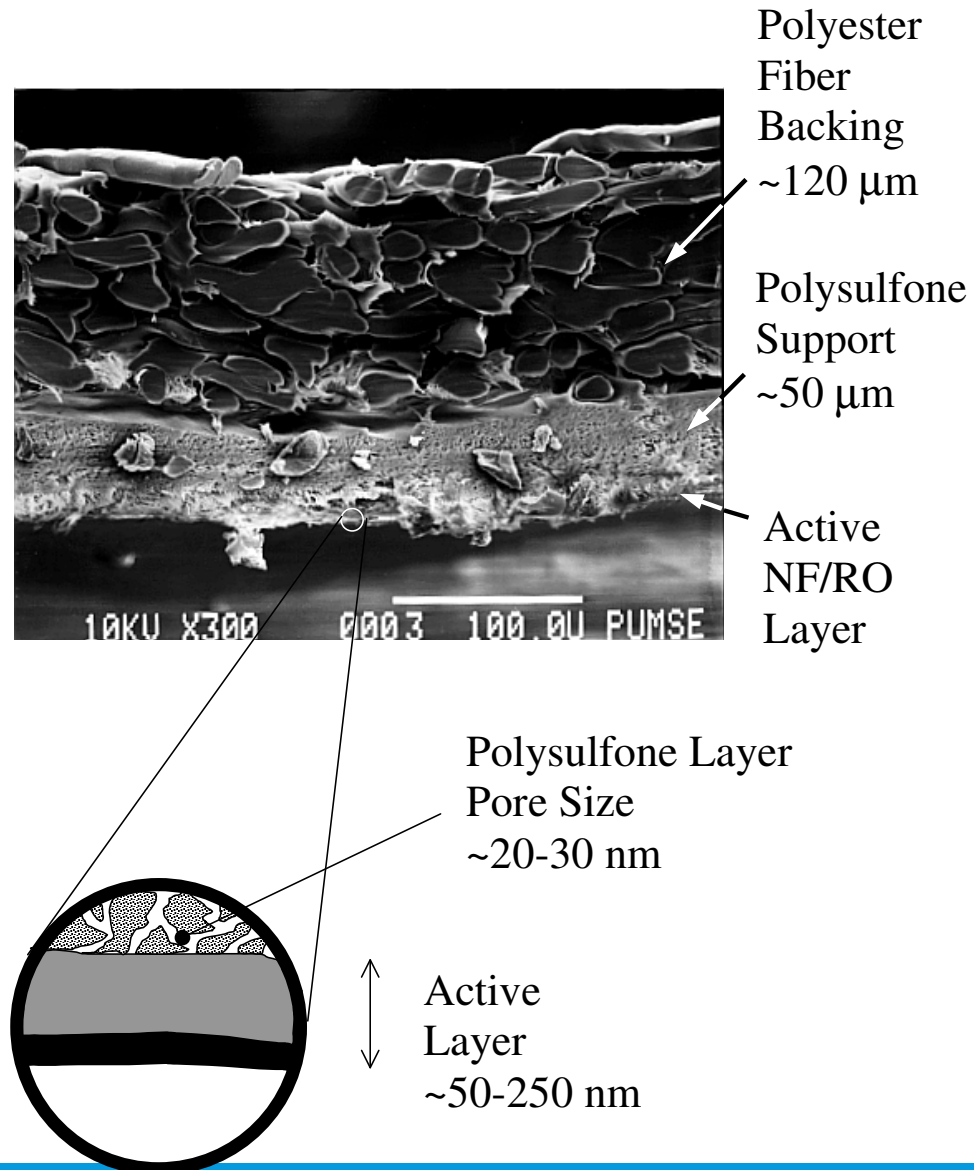 Polyester
Fiber
Backing
~120 μm
Polysulfone
Support
~50 μm
Active
NF/RO
Layer
10KV X300 0003 100.0U PUMSE
Polysulfone Layer
Pore Size
~20-30 nm
Active
Layer
~50-250 nm